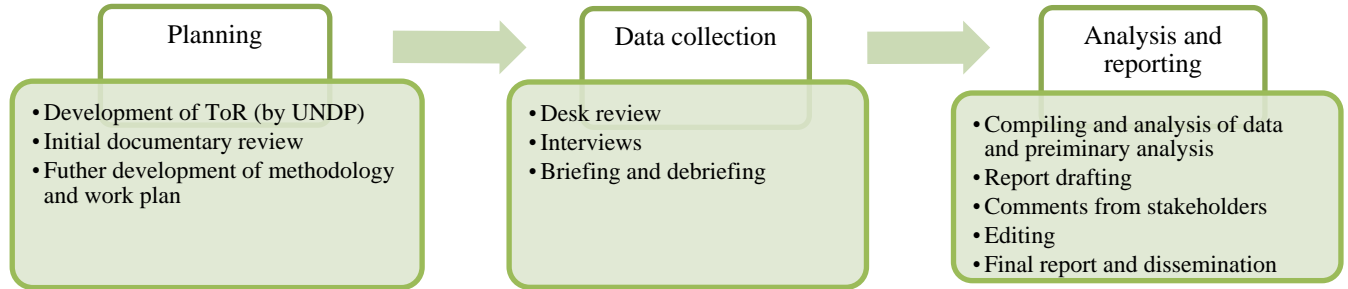 Planning
• Development of ToR (by UNDP)
• Initial documentary review
• Futher development of methodology
and work plan
Data collection
• Desk review
• Interviews
• Briefing and debriefing
Analysis and
reporting
• Compiling and analysis of data
and preiminary analysis
• Report drafting
• Comments from stakeholders
• Editing
• Final report and dissemination